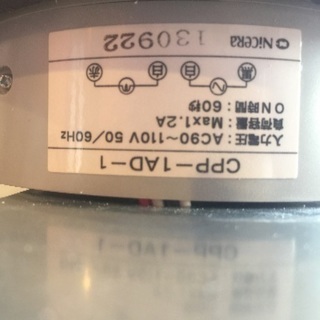 CPP-1AD-1
入力電圧：AC90～110V 50/60Hz
負荷容量：Max1.2A
ON時間：60秒
黒 白 白 赤
Nicera 130922